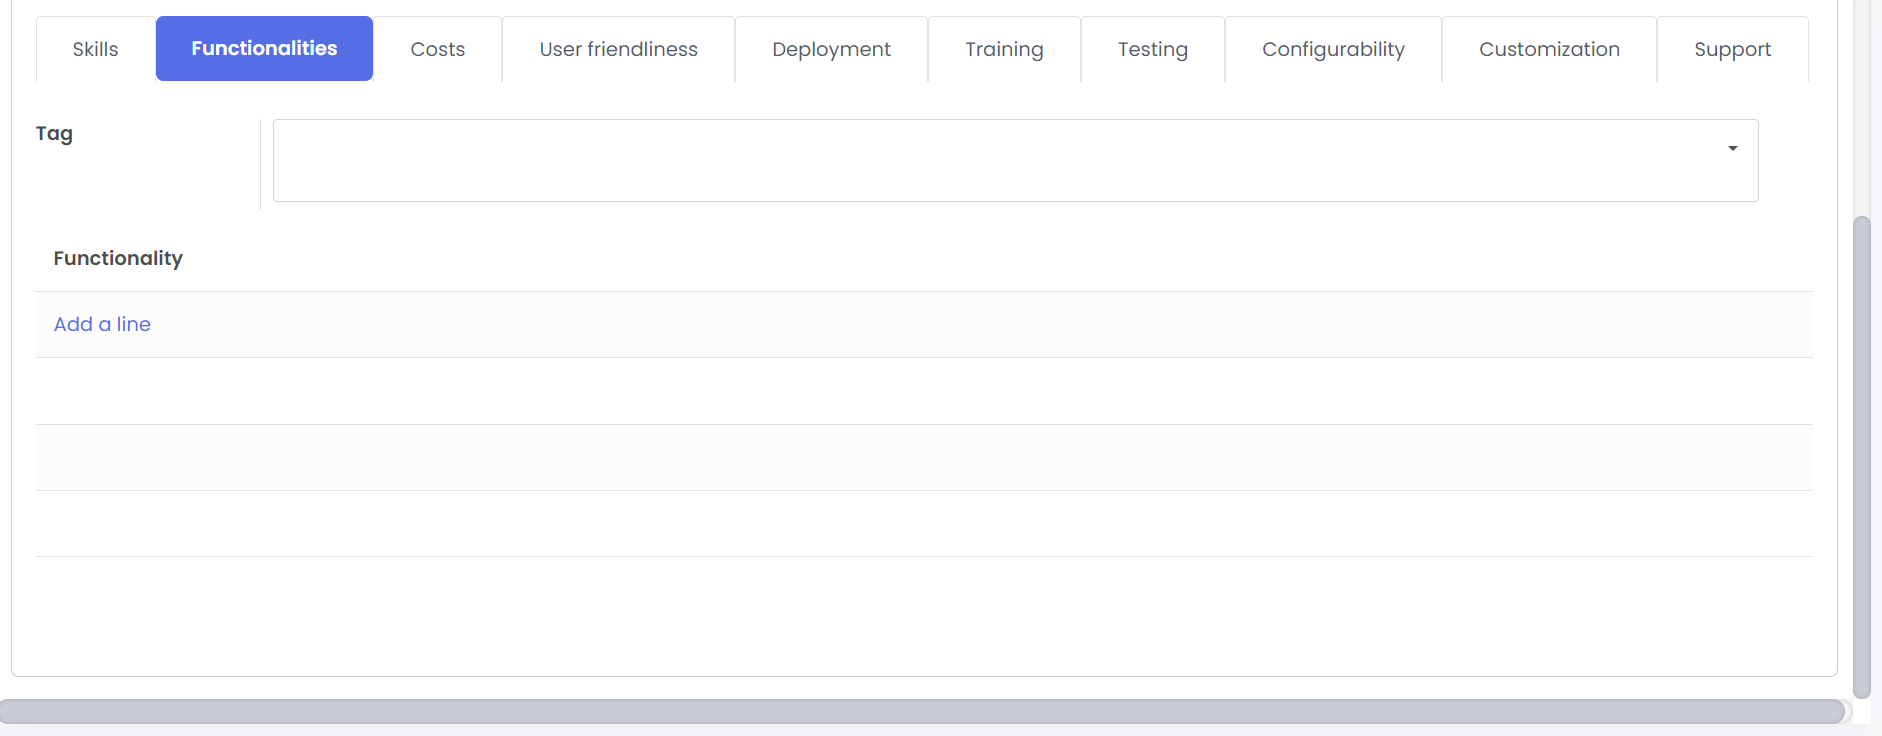 Skills Functionalities Costs User friendliness Deployment Training Testing Configurability Customization Support
Tag
Functionality
Add a line